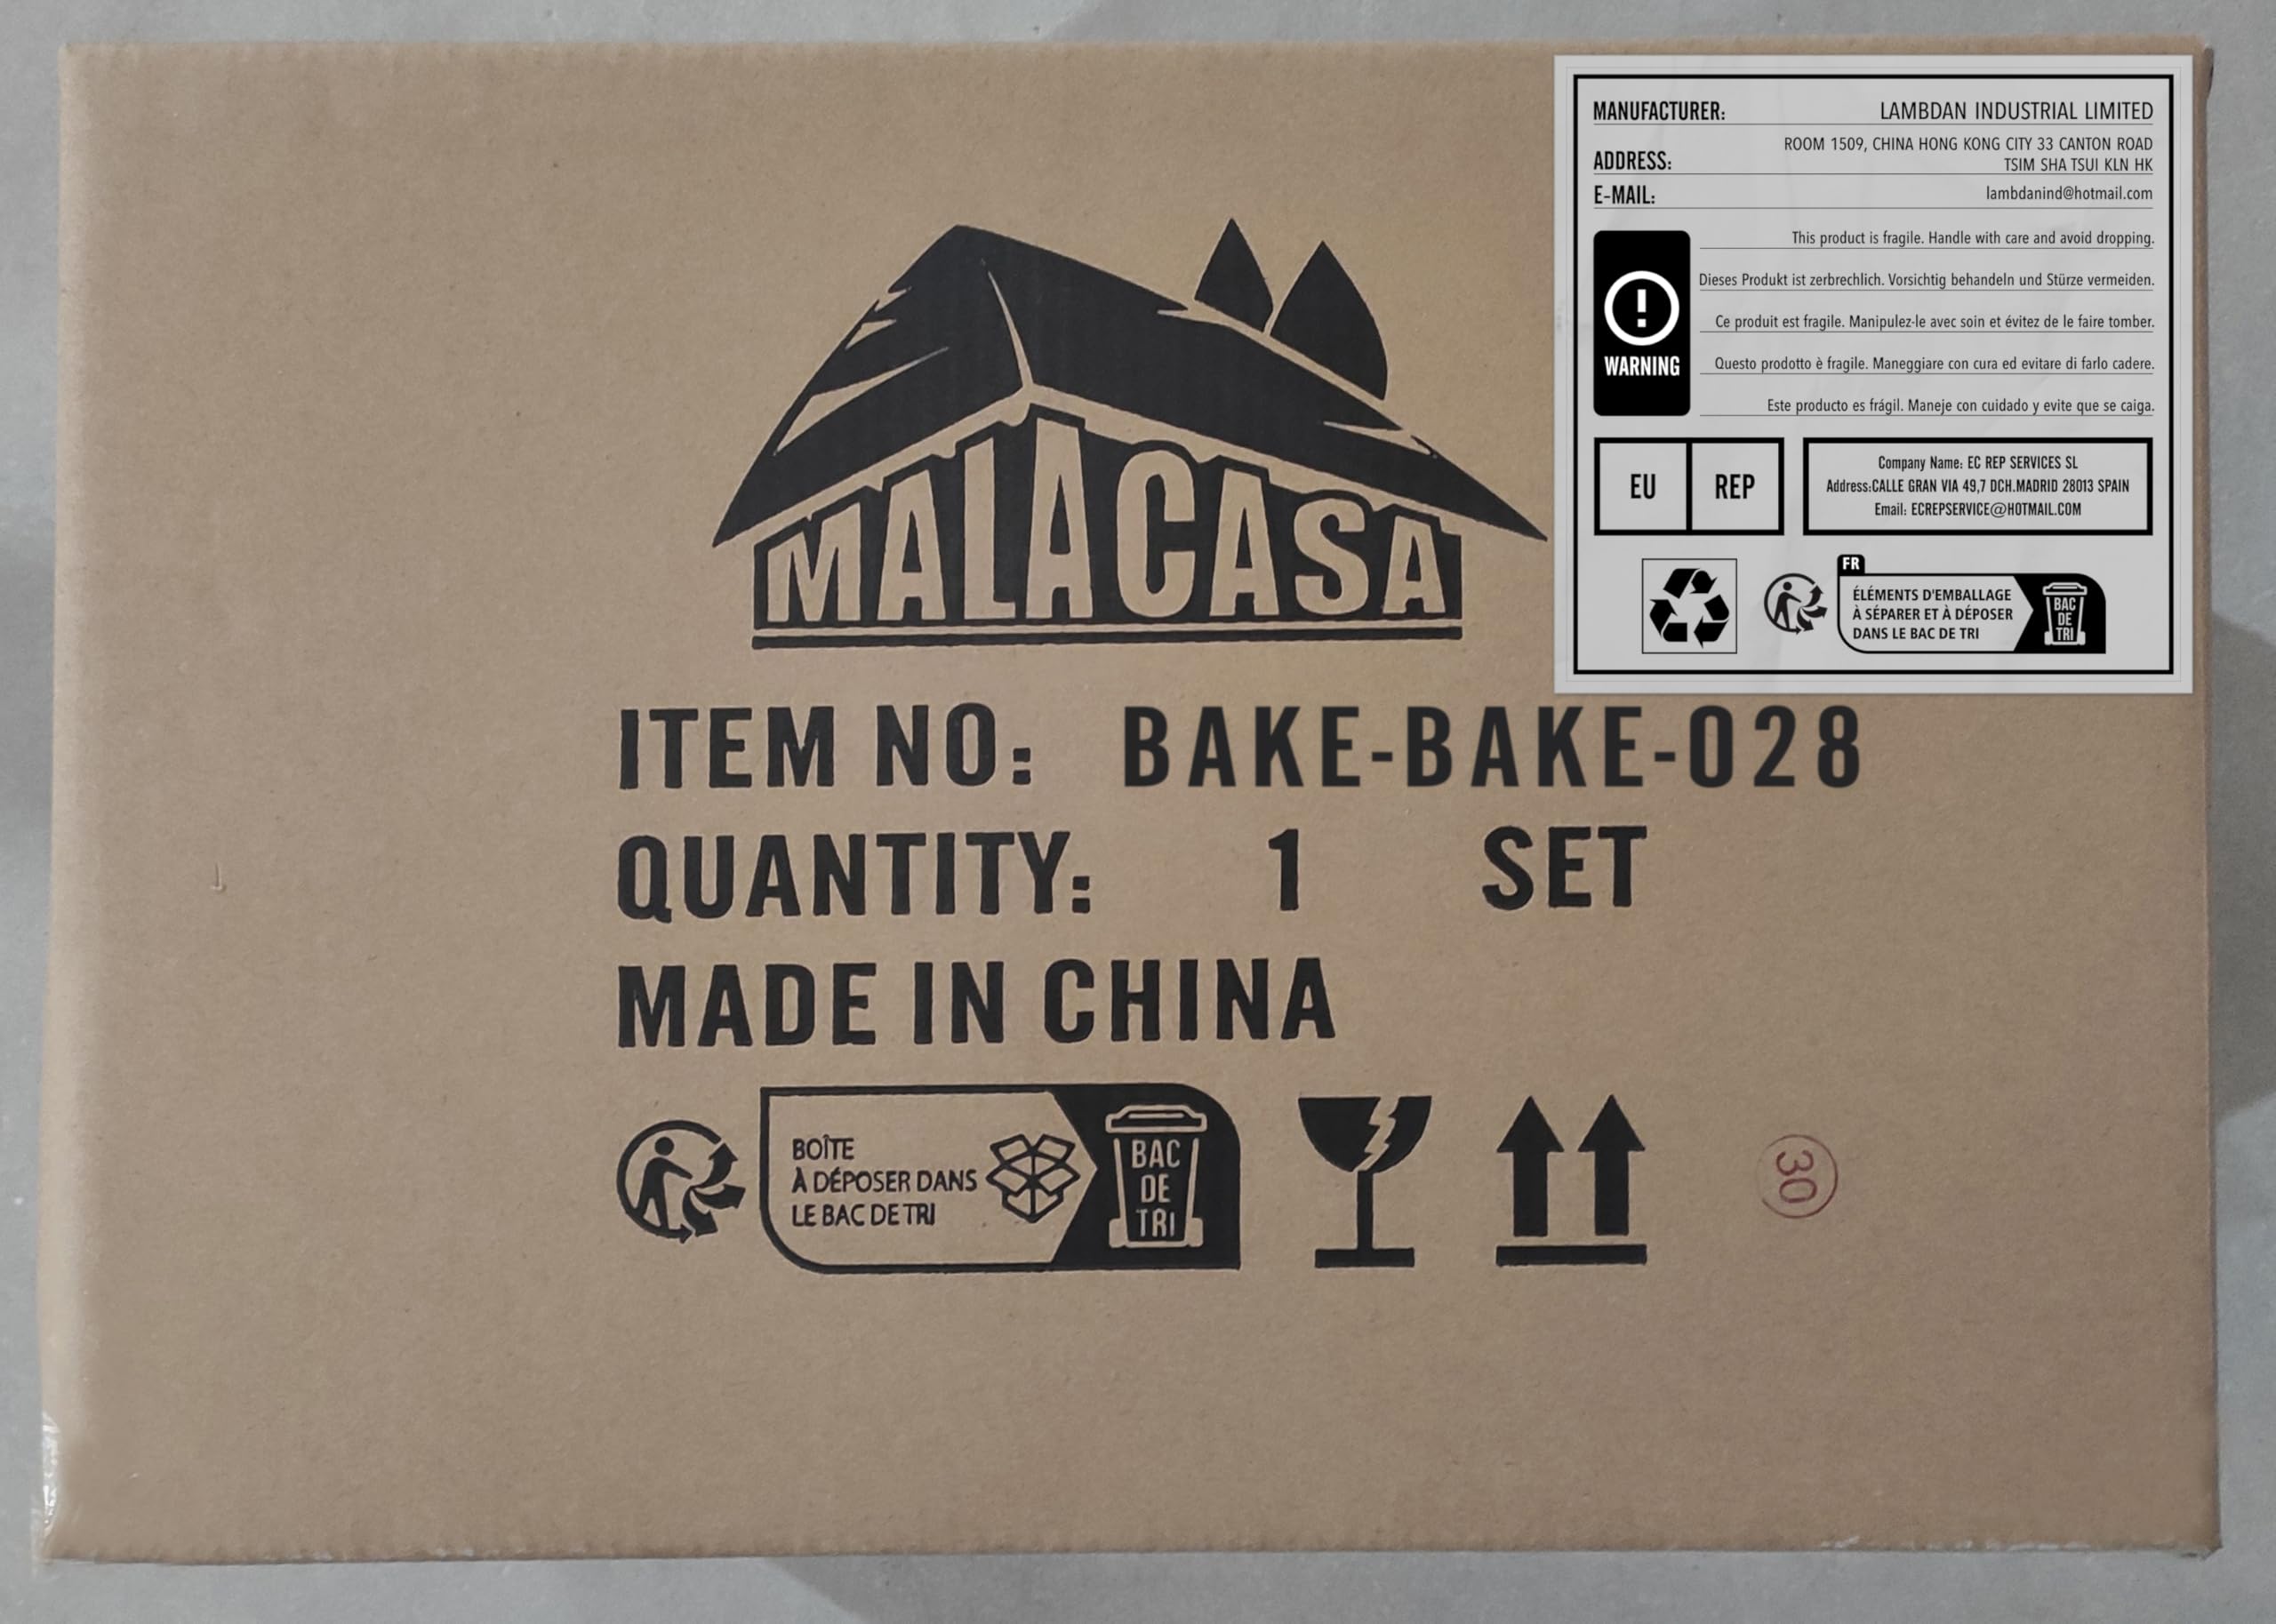 MALACASA
ITEM NO: BAKE-BAKE-028
QUANTITY: 1 SET
MADE IN CHINA
BOÎTE
À DÉPOSER DANS
LE BAC DE TRI
BAC
DE
TRI
30
MANUFACTURER: LAMBDAN INDUSTRIAL LIMITED
ADDRESS: ROOM 1509, CHINA HONG KONG CITY 33 CANTON ROAD
TSIM SHA TSUI KLN HK
E-MAIL: lambdanind@hotmail.com
WARNING
This product is fragile. Handle with care and avoid dropping.
Dieses Produkt ist zerbrechlich. Vorsichtig behandeln und Stürze vermeiden.
Ce produit est fragile. Manipulez-le avec soin et évitez de le faire tomber.
Questo prodotto è fragile. Maneggiare con cura ed evitare di farlo cadere.
Este producto es frágil. Maneje con cuidado y evite que se caiga.
EU REP
Company Name: EC REP SERVICES SL
Address:CALLE GRAN VIA 49,7 DCH.MADRID 28013 SPAIN
Email: ECREPSERVICE@HOTMAIL.COM
FR
ÉLÉMENTS D'EMBALLAGE
À SÉPARER ET À DÉPOSER
DANS LE BAC DE TRI
BAC
DE
TRI